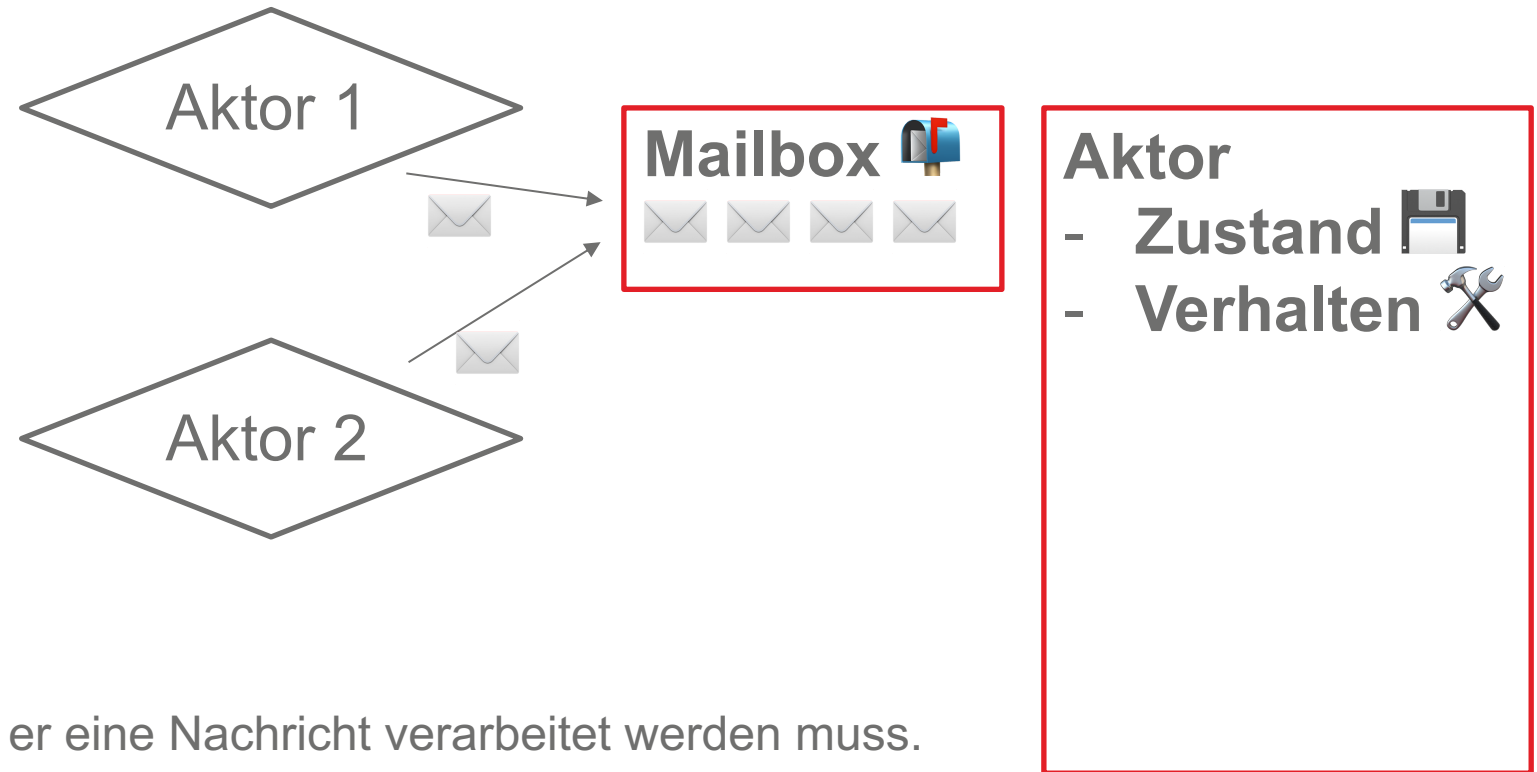 Aktor 1
Mailbox
Aktor
- Zustand
- Verhalten
Aktor 2
er eine Nachricht verarbeitet werden muss.